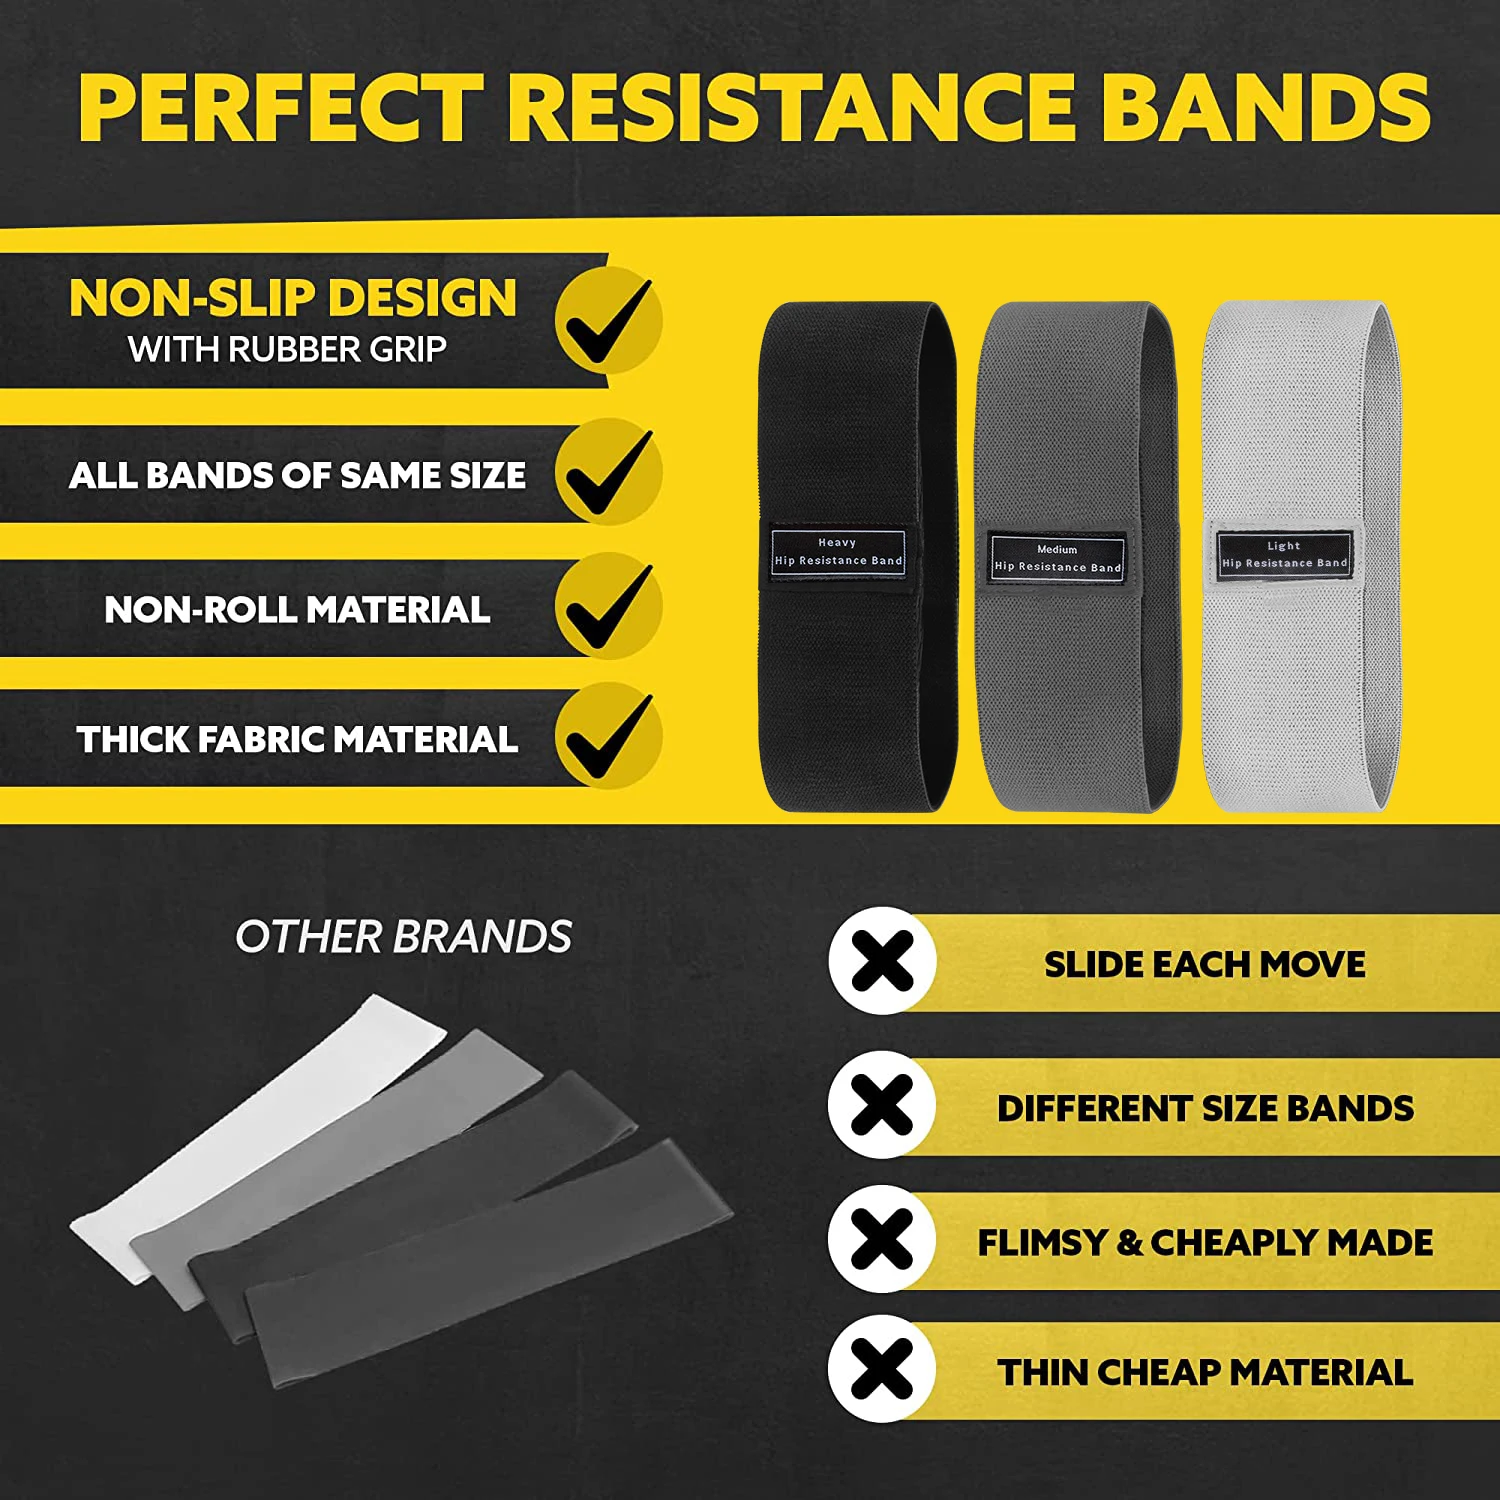 PERFECT RESISTANCE BANDS
NON-SLIP DESIGN
WITH RUBBER GRIP
ALL BANDS OF SAME SIZE
NON-ROLL MATERIAL
THICK FABRIC MATERIAL
Heavy
Hip Resistance Band
Medium
Hip Resistance Band
Light
Hip Resistance Band
OTHER BRANDS
SLIDE EACH MOVE
DIFFERENT SIZE BANDS
FLIMSY & CHEAPLY MADE
THIN CHEAP MATERIAL